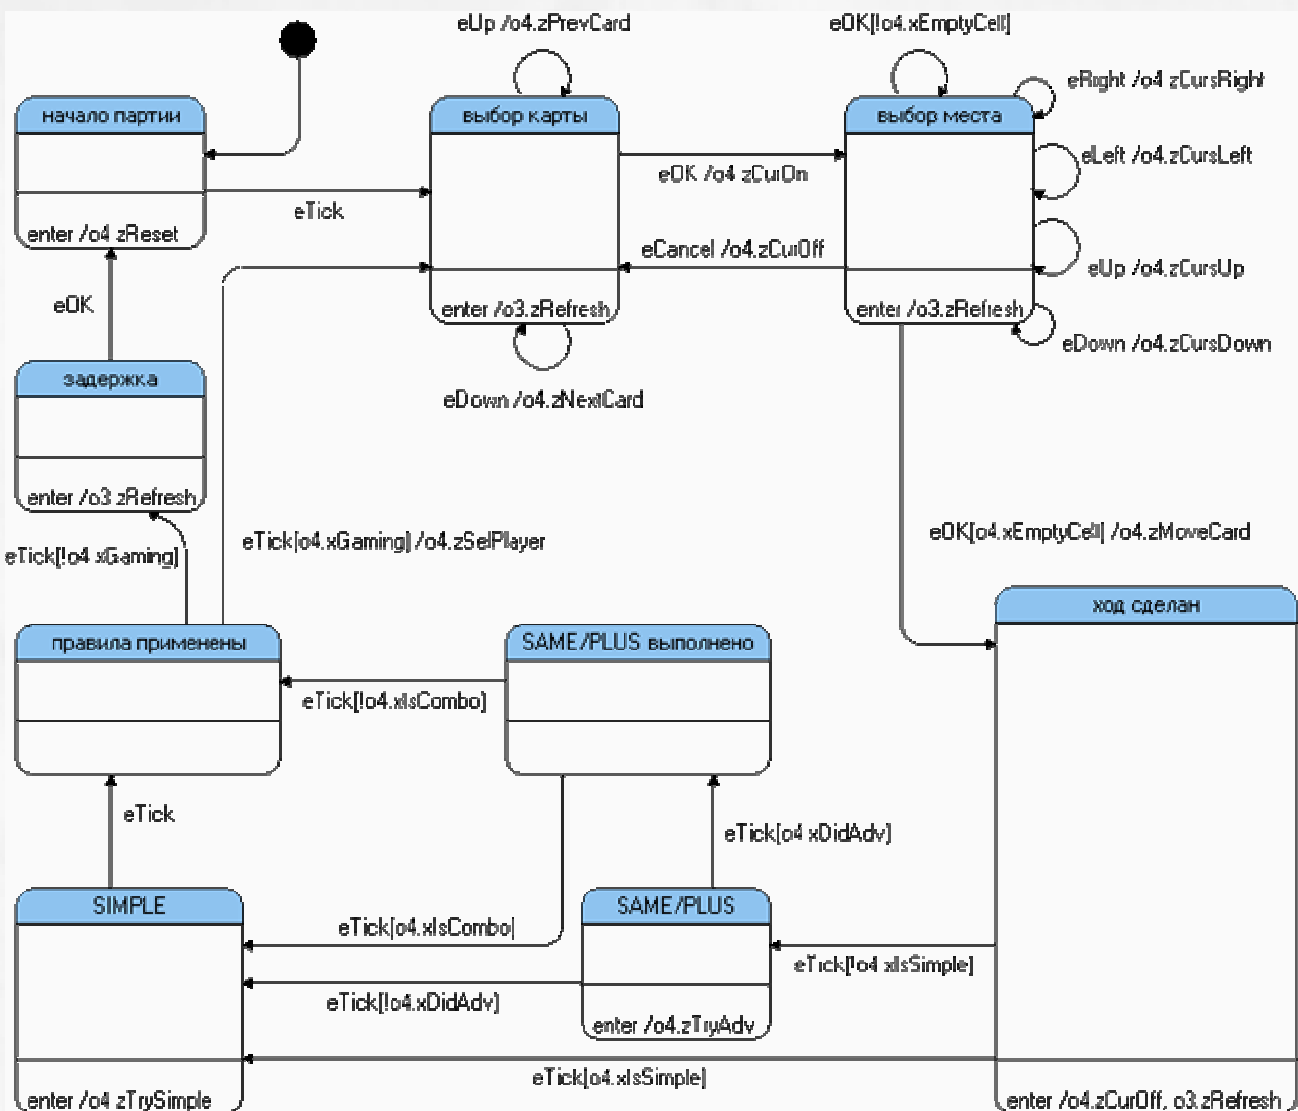 eUp /o4.zPrevCard
eOK[!o4.xEmptyCell]
начало партии
выбор карты
выбор места
eRight /o4.zCursRight
eLeft /o4.zCursLeft
eOK /o4.zCurOn
eTick
enter /o4.zReset
eCancel /o4.zCurOff
eUp /o4.zCursUp
enter /o3.zRefresh
enter /o3.zRefresh
eOK
eDown /o4.zCursDown
задержка
eDown /o4.zNextCard
enter /o3.zRefresh
eTick[!o4.xGaming]
eTick[o4.xGaming] /o4.zSelPlayer
eOK[o4.xEmptyCell] /o4.zMoveCard
ход сделан
правила применены
SAME/PLUS выполнено
eTick[!o4.xIsCombo]
eTick
eTick[o4.xDidAdv]
SIMPLE
SAME/PLUS
eTick[o4.xIsCombo]
eTick[!o4.xIsSimple]
eTick[!o4.xDidAdv]
enter /o4.zTryAdv
eTick[o4.xIsSimple]
enter /o4.zTrySimple
enter /o4.zCurOff, o3.zRefresh